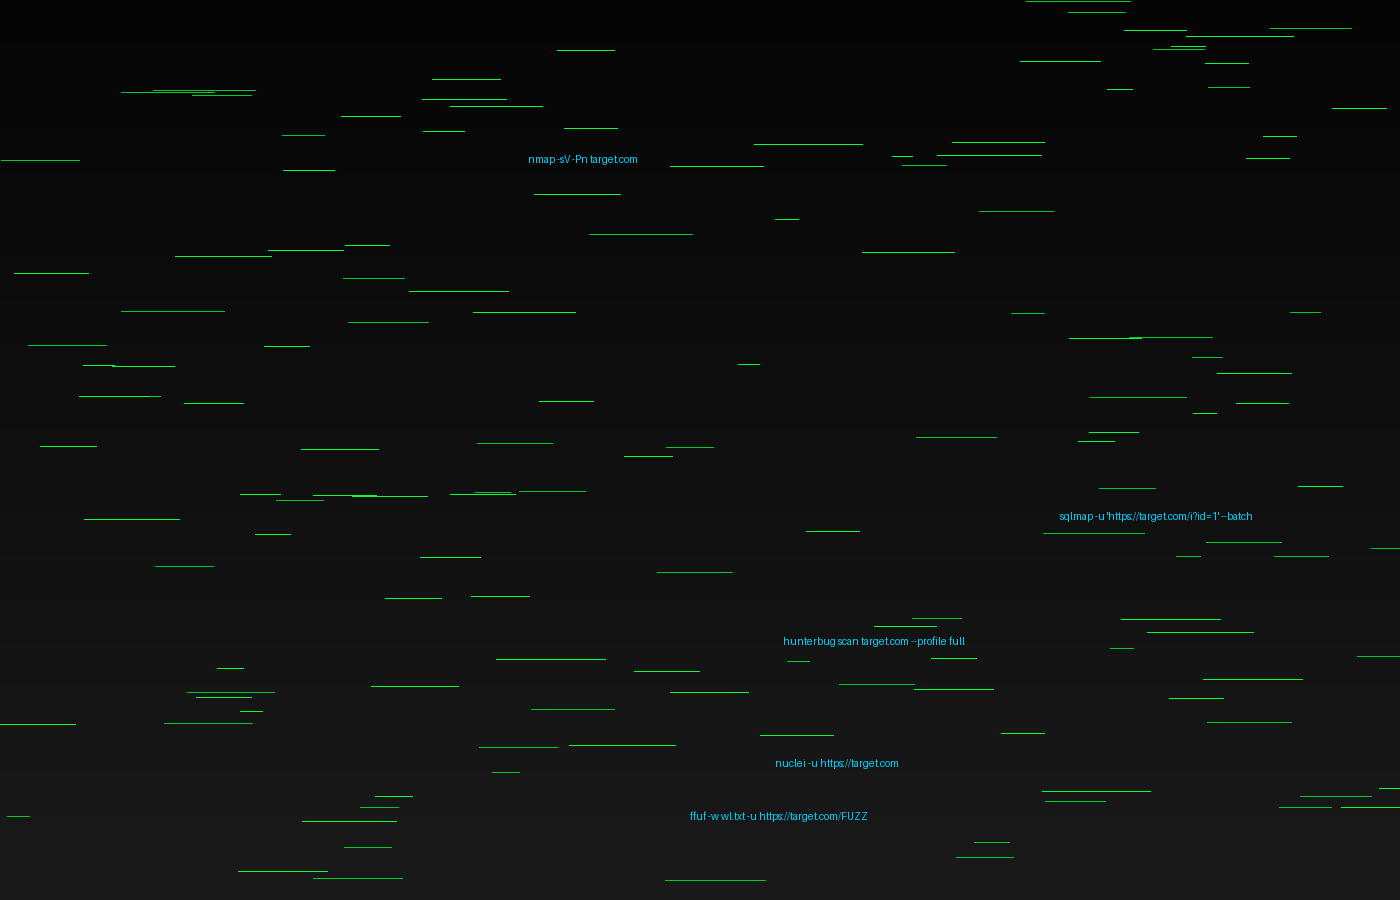 nmap -sV -Pn target.com
sqlmap -u 'https://target.com/i?id=1' --batch
hunterbug scan target.com --profile full
nuclei -u https://target.com
ffuf -w wl.txt -u https://target.com/FUZZ